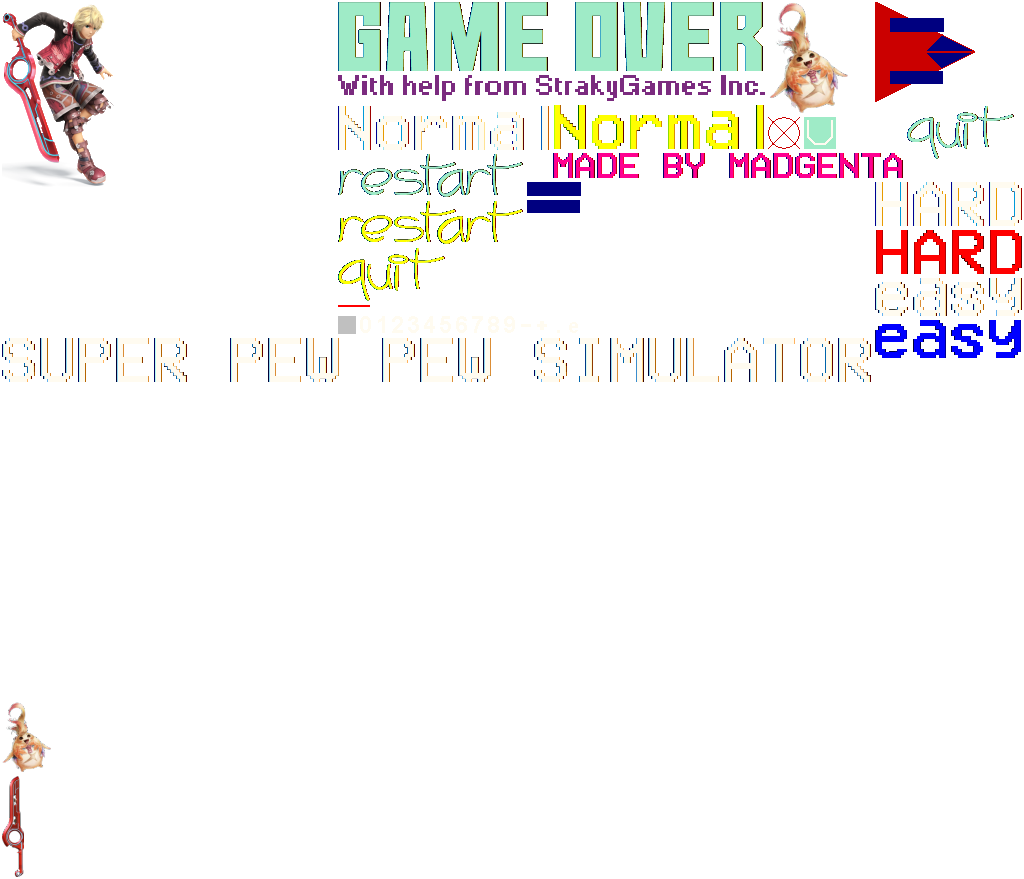 GAME OVER
With help from StrakyGames Inc.
Normal Normal
quit
MADE BY MADGENTA
restart
HARD
restart
HARD
quit
easy
0123456789-+.e
easy
SUPER PEW PEW SIMULATOR